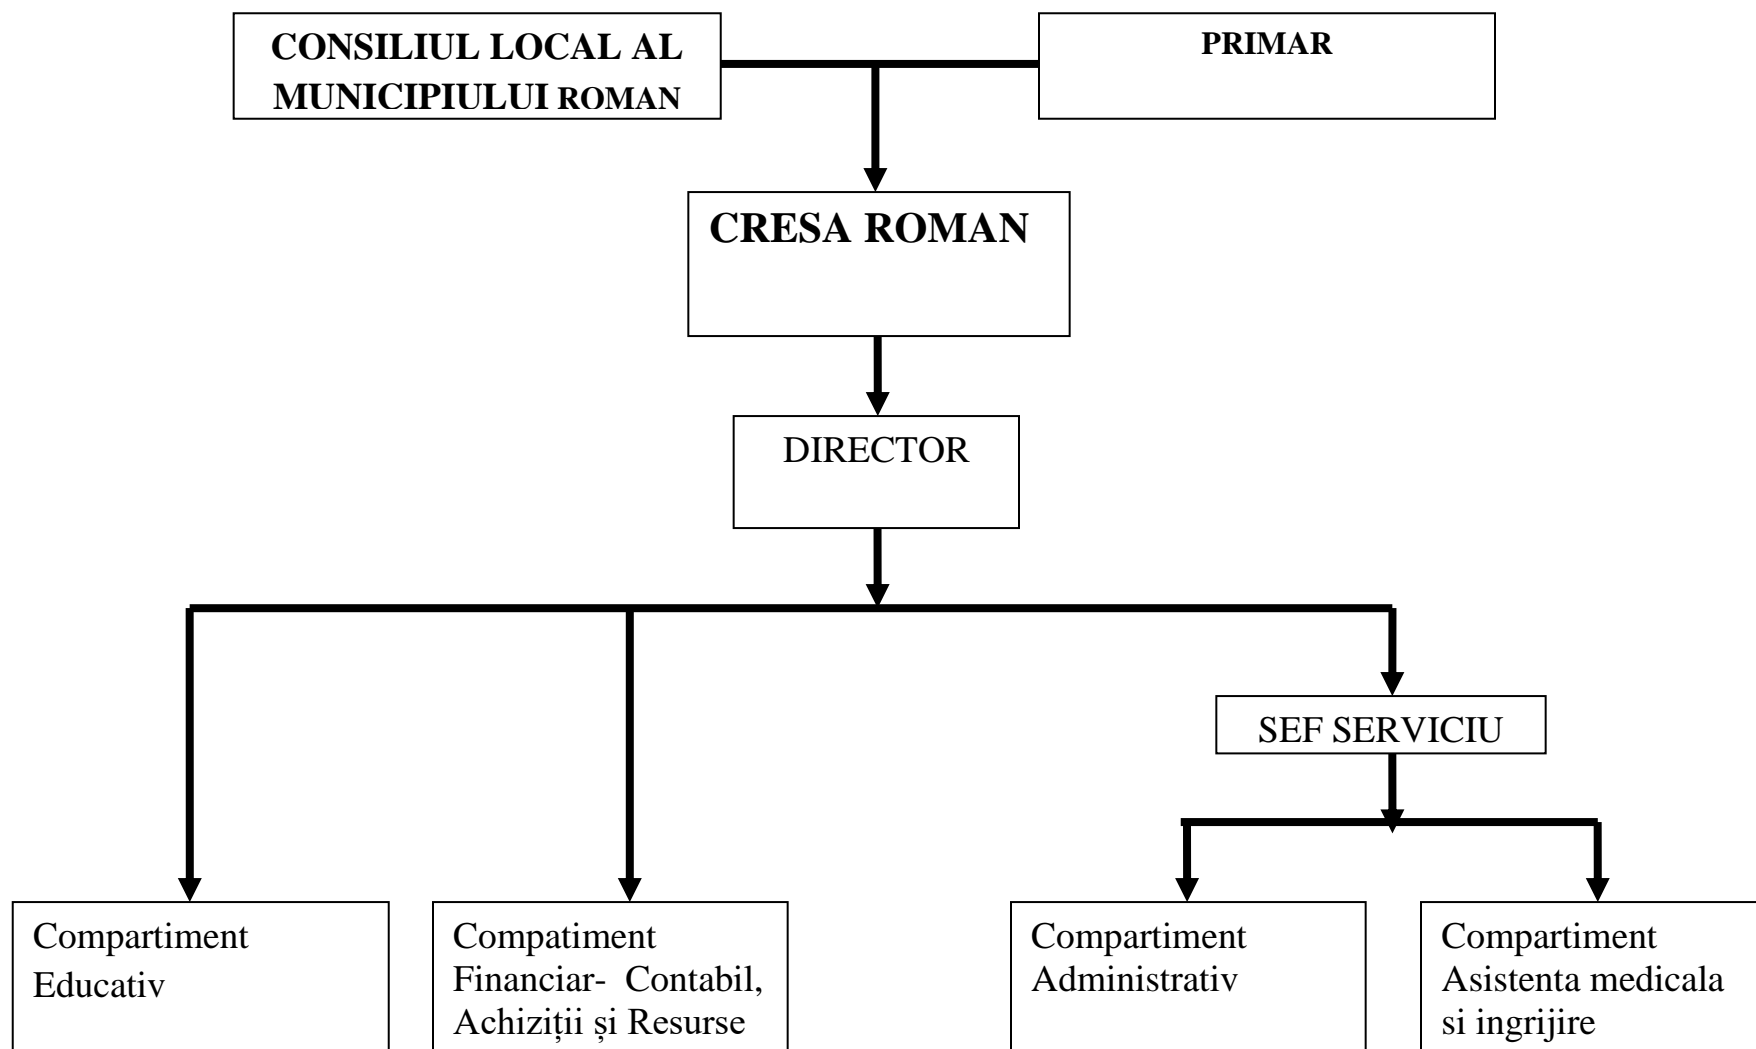 CONSILIUL LOCAL AL
MUNICIPIULUI ROMAN
PRIMAR
CRESA ROMAN
DIRECTOR
SEF SERVICIU
Compartiment
Educativ
Compatiment
Financiar- Contabil,
Achiziții și Resurse
Compartiment
Administrativ
Compartiment
Asistenta medicala
si ingrijire